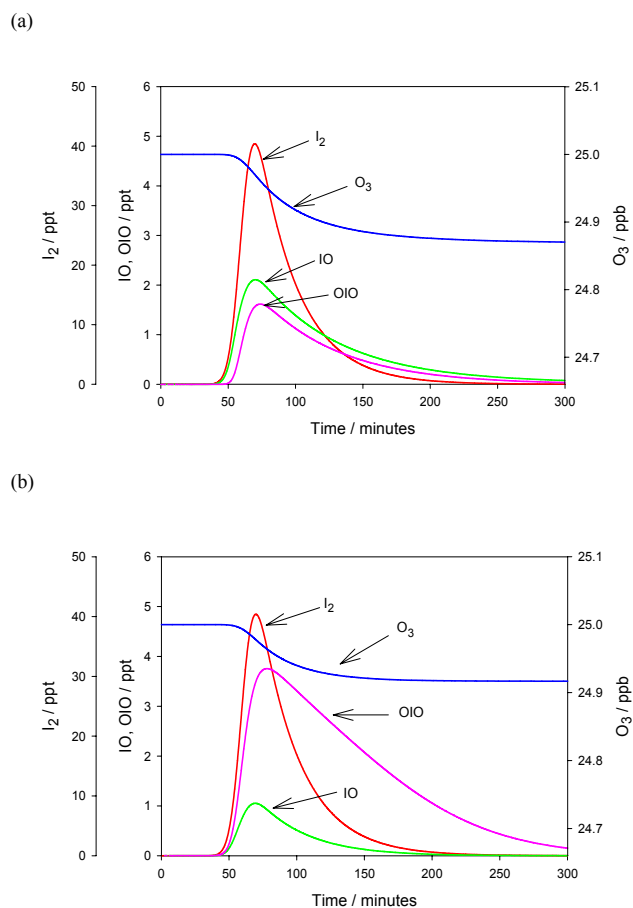 (a)
I₂ / ppt
IO, OIO / ppt
O₃ / ppb
50
40
30
20
10
0
6
5
4
3
2
1
0
25.1
25.0
24.9
24.8
24.7
I₂
O₃
IO
OIO
0 50 100 150 200 250 300
Time / minutes
(b)
I₂ / ppt
IO, OIO / ppt
O₃ / ppb
50
40
30
20
10
0
6
5
4
3
2
1
0
25.1
25.0
24.9
24.8
24.7
I₂
O₃
OIO
IO
0 50 100 150 200 250 300
Time / minutes